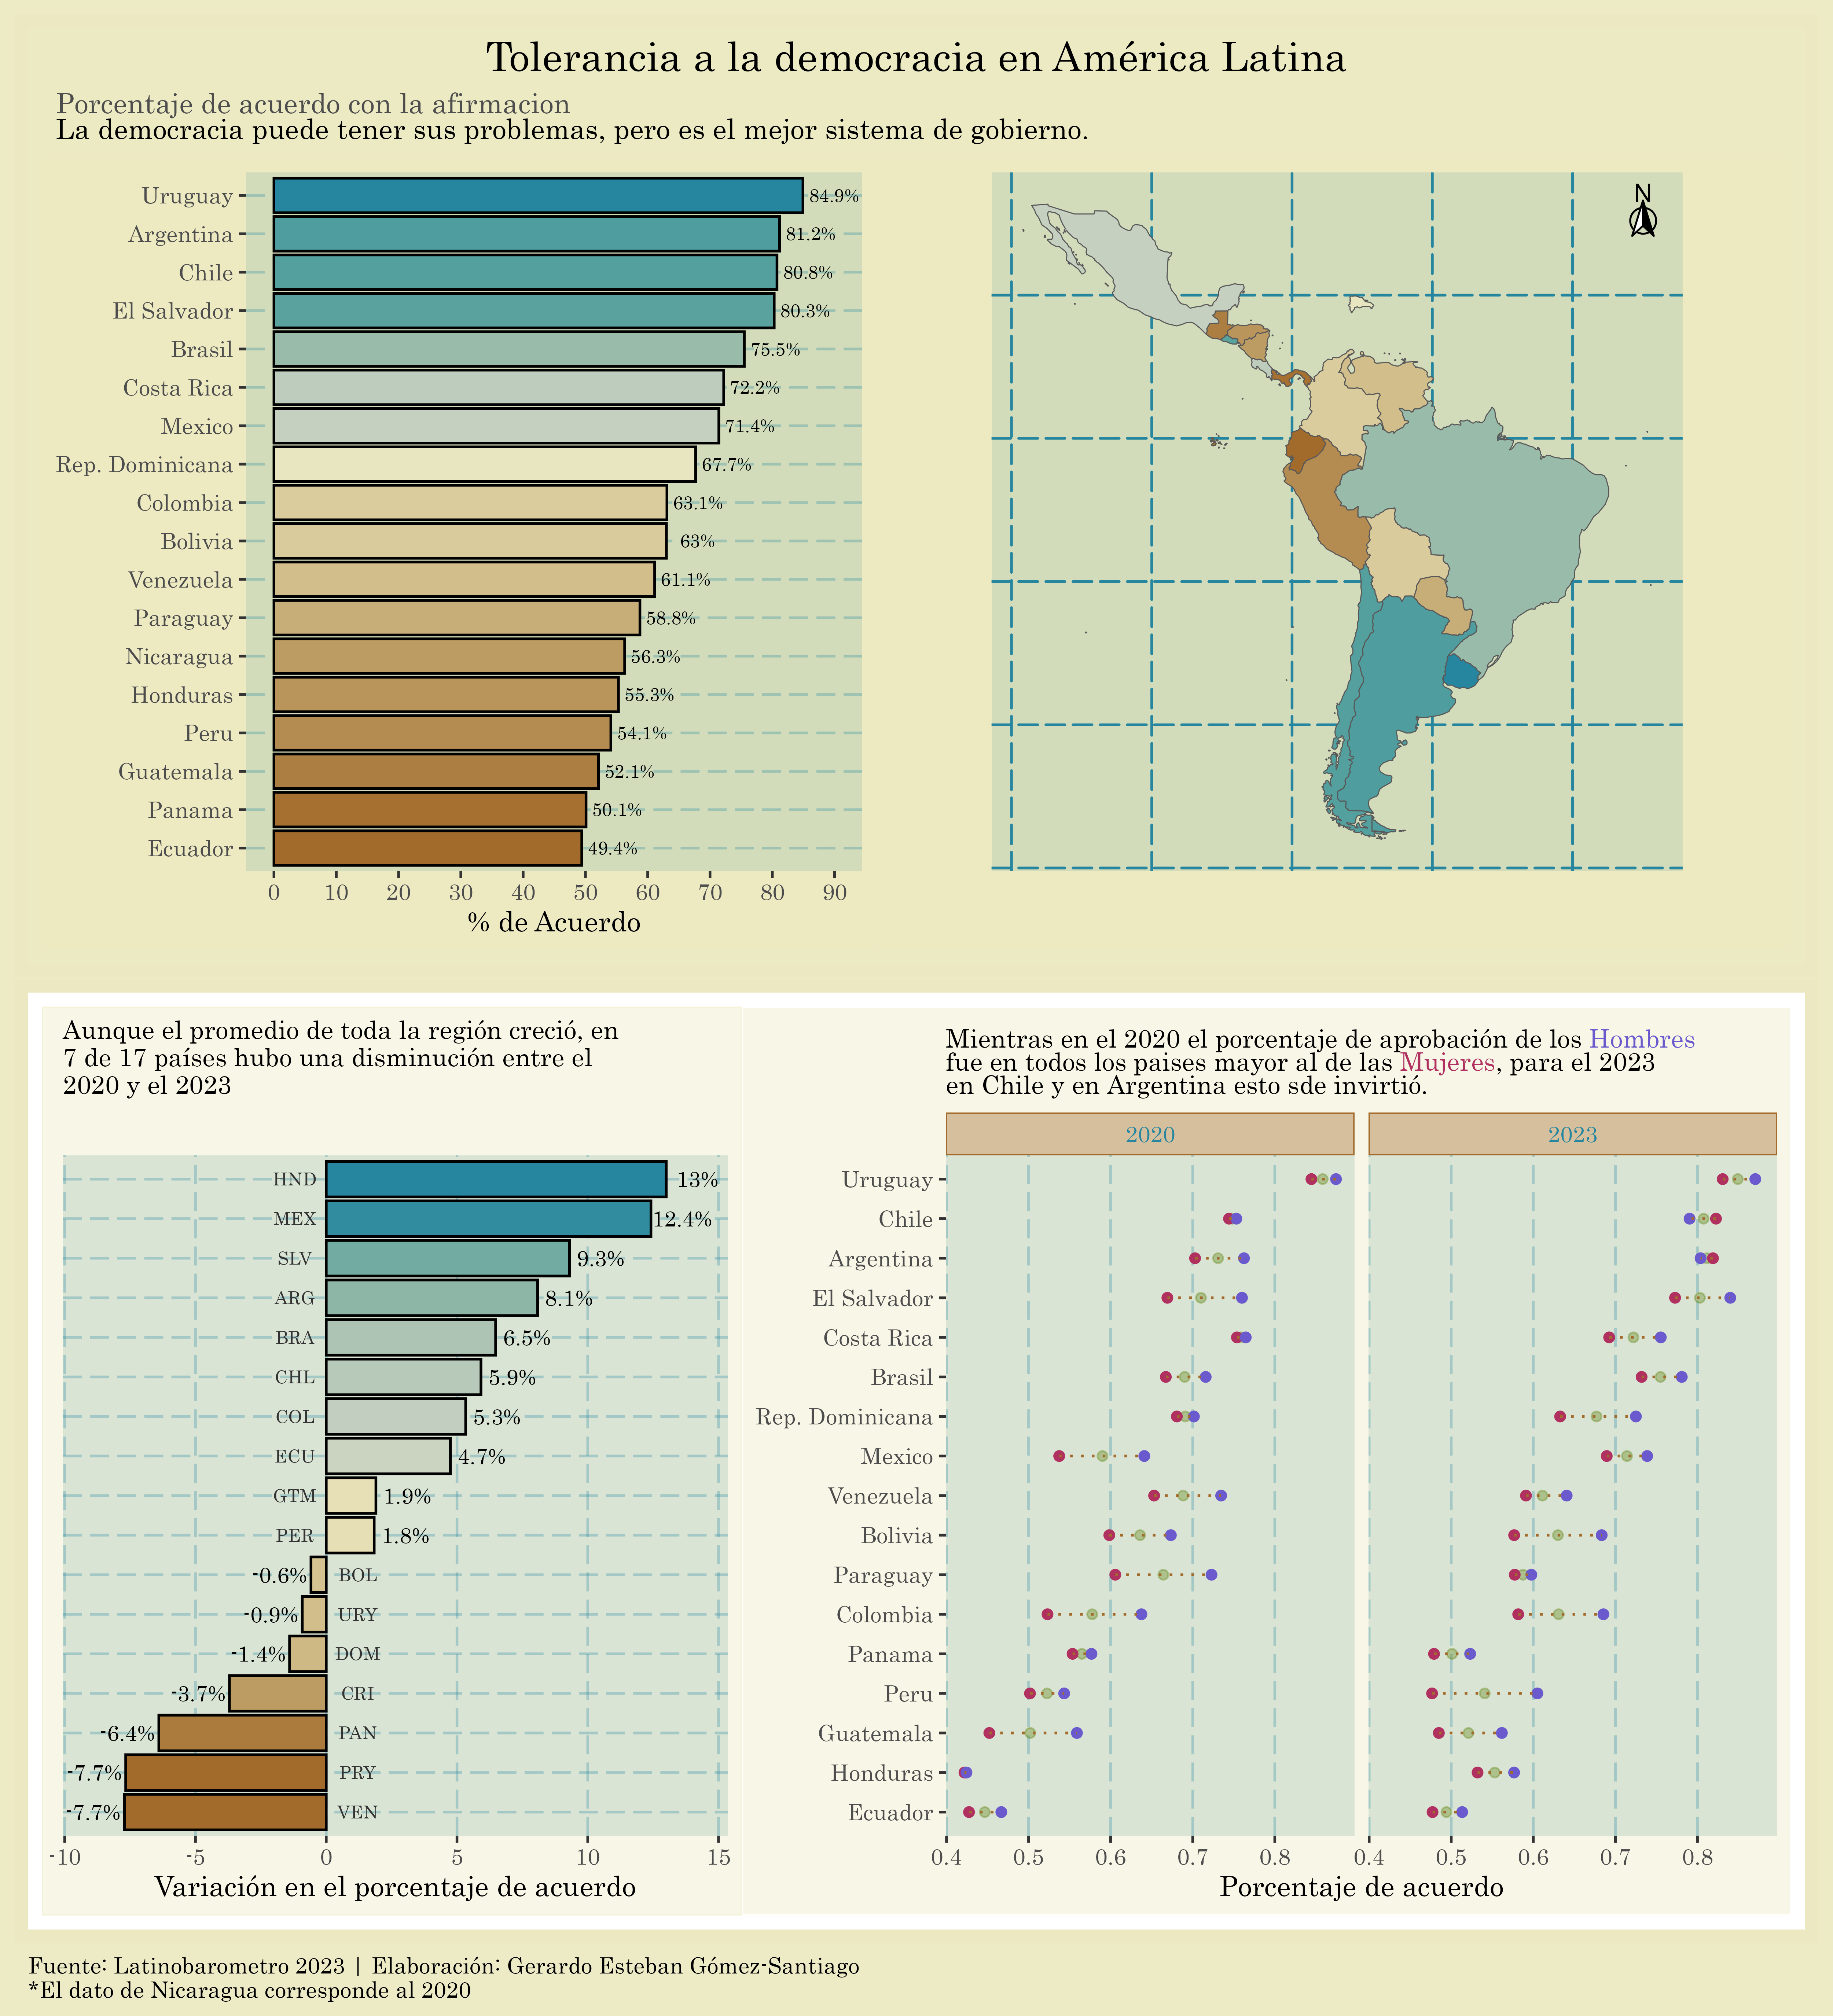 Tolerancia a la democracia en América Latina
Porcentaje de acuerdo con la afirmacion
La democracia puede tener sus problemas, pero es el mejor sistema de gobierno.
Uruguay 84.9%
Argentina 81.2%
Chile 80.8%
El Salvador 80.3%
Brasil 75.5%
Costa Rica 72.2%
Mexico 71.4%
Rep. Dominicana 67.7%
Colombia 63.1%
Bolivia 63%
Venezuela 61.1%
Paraguay 58.8%
Nicaragua 56.3%
Honduras 55.3%
Peru 54.1%
Guatemala 52.1%
Panama 50.1%
Ecuador 49.4%
0 10 20 30 40 50 60 70 80 90
% de Acuerdo
N
Aunque el promedio de toda la región creció, en
7 de 17 países hubo una disminución entre el
2020 y el 2023
HND 13%
MEX 12.4%
SLV 9.3%
ARG 8.1%
BRA 6.5%
CHL 5.9%
COL 5.3%
ECU 4.7%
GTM 1.9%
PER 1.8%
-0.6% BOL
-0.9% URY
-1.4% DOM
-3.7% CRI
-6.4% PAN
-7.7% PRY
-7.7% VEN
-10 -5 0 5 10 15
Variación en el porcentaje de acuerdo
Mientras en el 2020 el porcentaje de aprobación de los Hombres
fue en todos los paises mayor al de las Mujeres, para el 2023
en Chile y en Argentina esto sde invirtió.
2020 2023
Uruguay
Chile
Argentina
El Salvador
Costa Rica
Brasil
Rep. Dominicana
Mexico
Venezuela
Bolivia
Paraguay
Colombia
Panama
Peru
Guatemala
Honduras
Ecuador
0.4 0.5 0.6 0.7 0.8 0.4 0.5 0.6 0.7 0.8
Porcentaje de acuerdo
Fuente: Latinobarometro 2023 | Elaboración: Gerardo Esteban Gómez-Santiago
*El dato de Nicaragua corresponde al 2020